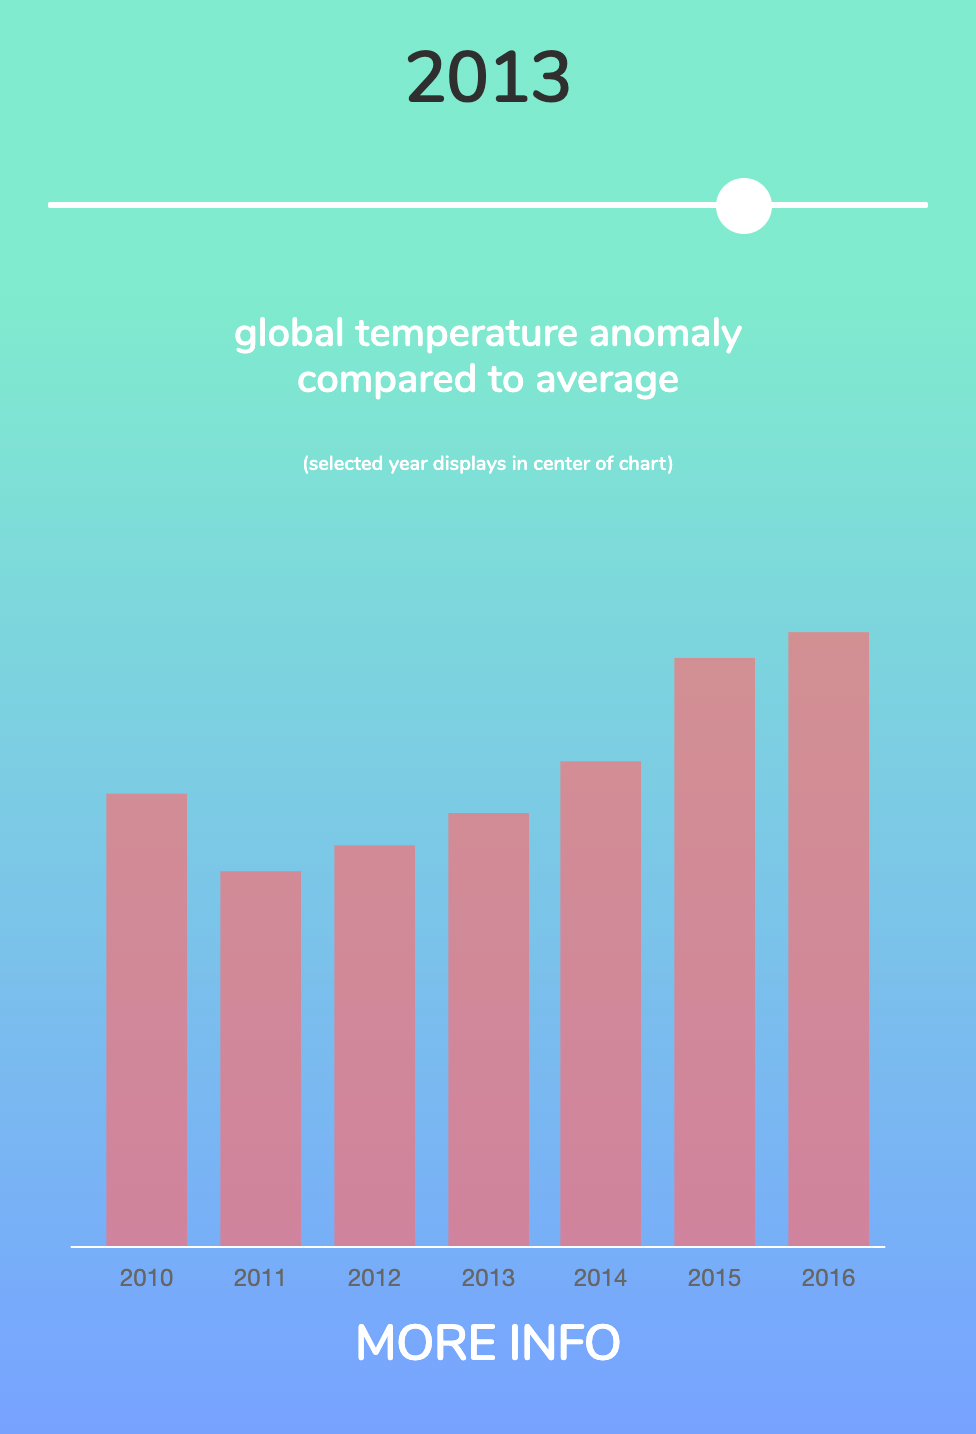 2013
global temperature anomaly
compared to average
(selected year displays in center of chart)
2010 2011 2012 2013 2014 2015 2016
MORE INFO